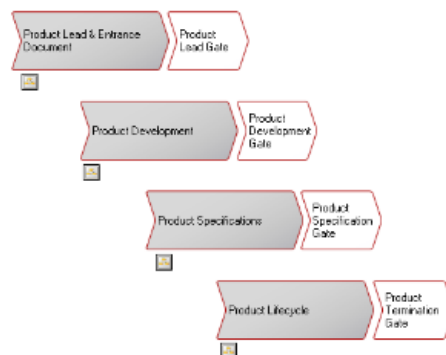 Product Lead & Entrance
Document
Product
Lead Gate
Product Development
Product
Development
Gate
Product Specifications
Product
Specification
Gate
Product Lifecycle
Product
Termination
Gate